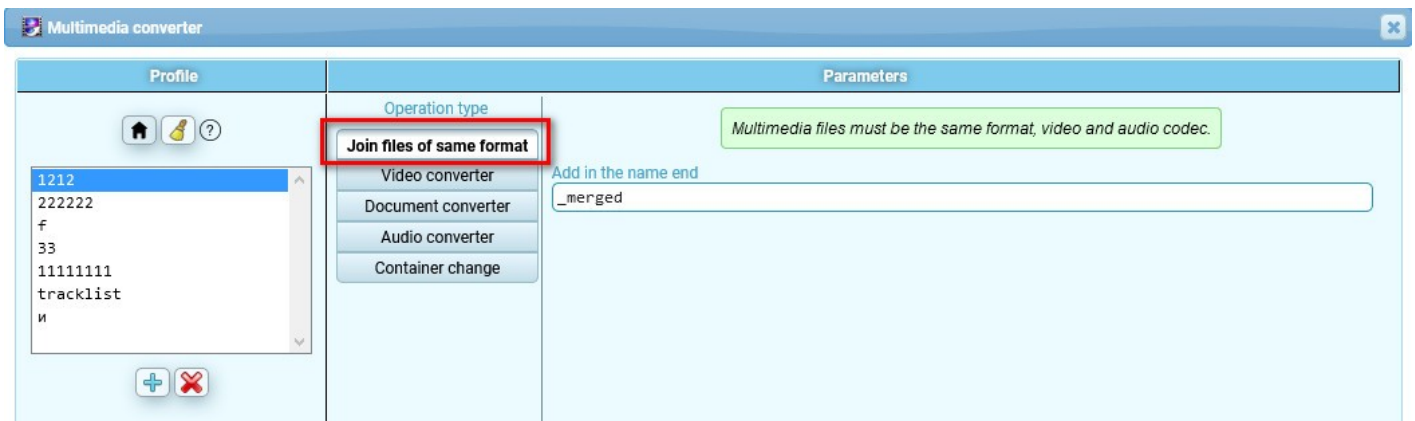 Multimedia converter
Profile
Parameters
?
1212
222222
f
33
11111111
tracklist
и
Operation type
Join files of same format
Video converter
Document converter
Audio converter
Container change
Multimedia files must be the same format, video and audio codec.
Add in the name end
_merged